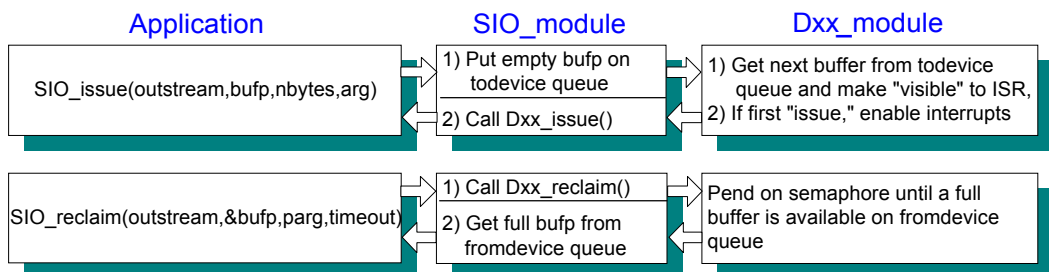 Application
SIO_module
Dxx_module
SIO_issue(outstream,bufp,nbytes,arg)
1) Put empty bufp on
todevice queue
2) Call Dxx_issue()
1) Get next buffer from todevice
queue and make "visible" to ISR,
2) If first "issue," enable interrupts
SIO_reclaim(outstream,&bufp,parg,timeout)
1) Call Dxx_reclaim()
2) Get full bufp from
fromdevice queue
Pend on semaphore until a full
buffer is available on fromdevice
queue